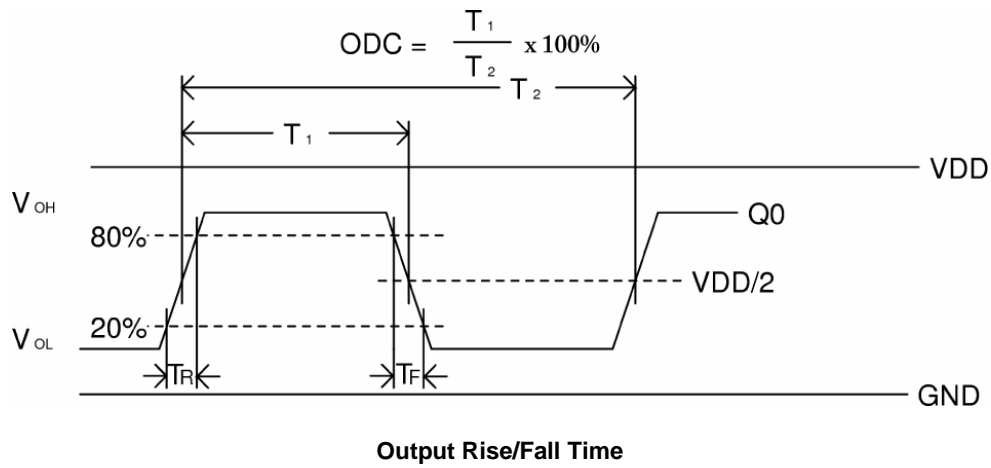 ODC = T1/T2 x 100%
T2
T1
VDD
VOH
Q0
80%
VDD/2
20%
VOL
TR
TF
GND
Output Rise/Fall Time